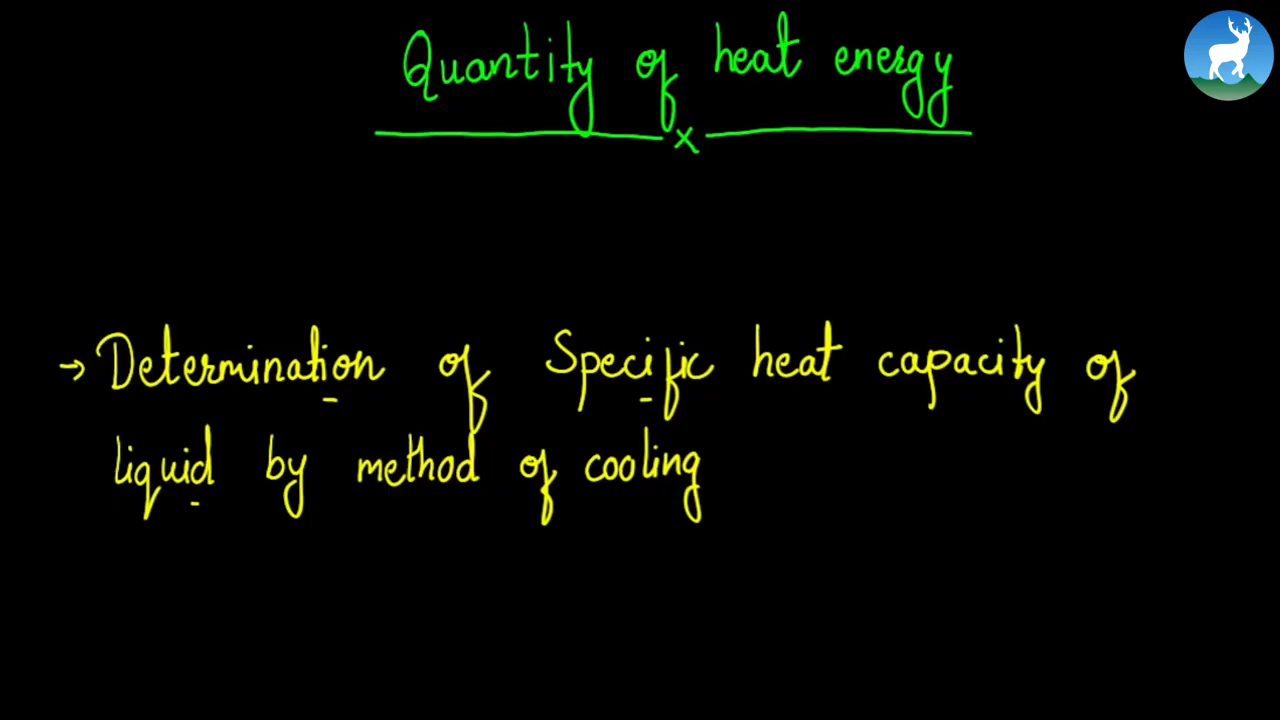 Quantity of heat energy
x
→ Determination of Specific heat capacity of
liquid by method of cooling